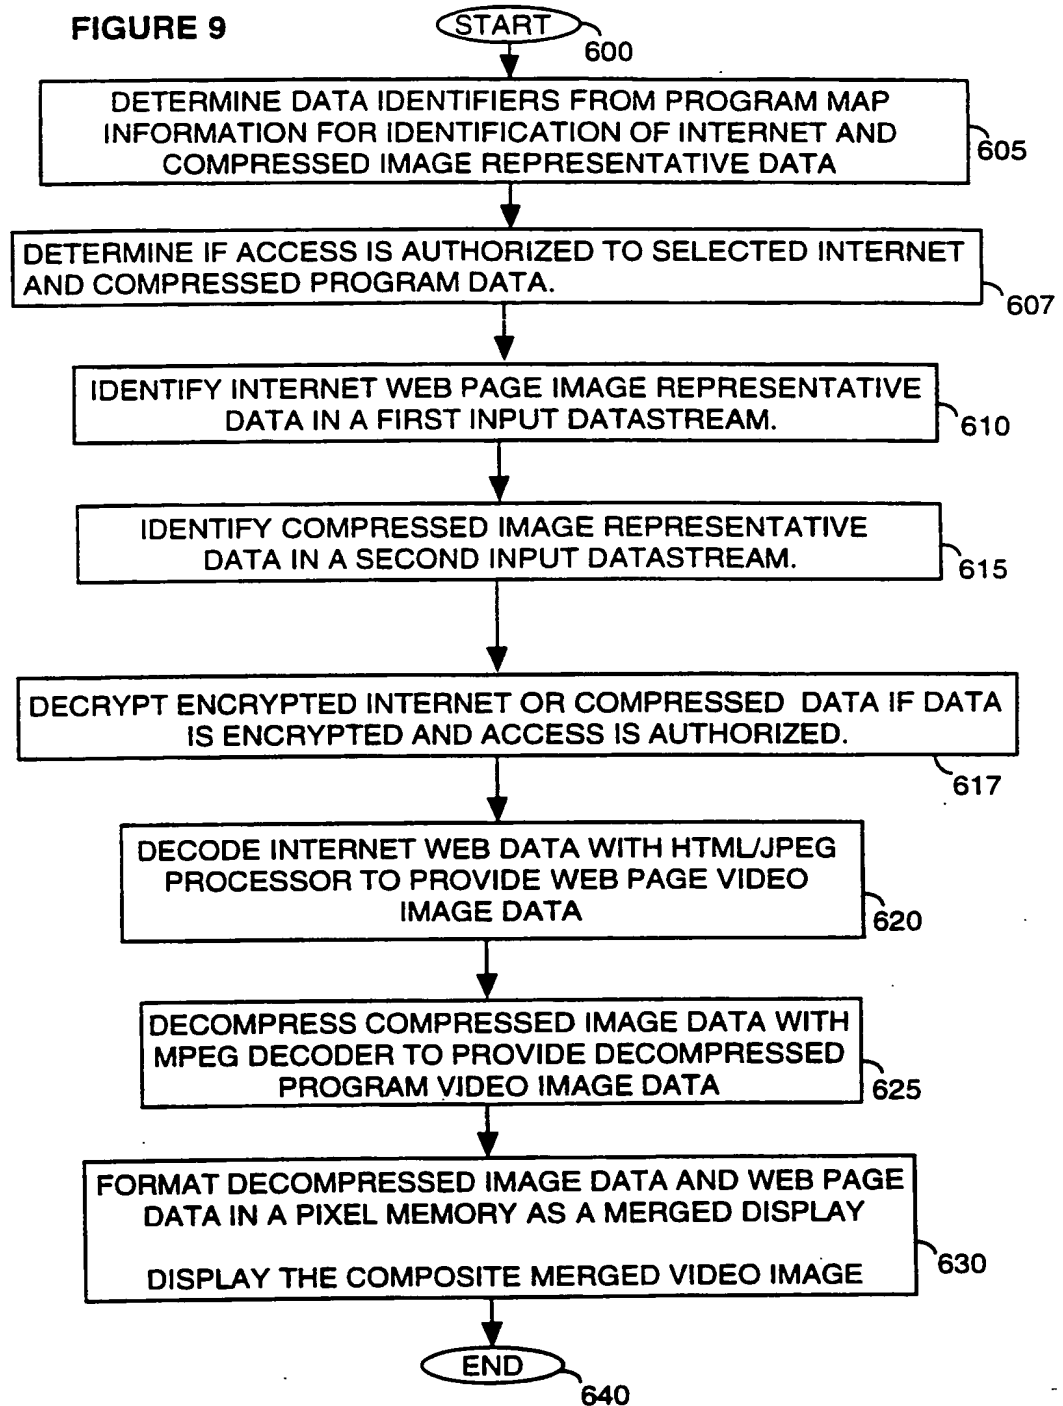 FIGURE 9
START
600
DETERMINE DATA IDENTIFIERS FROM PROGRAM MAP
INFORMATION FOR IDENTIFICATION OF INTERNET AND
COMPRESSED IMAGE REPRESENTATIVE DATA
605
DETERMINE IF ACCESS IS AUTHORIZED TO SELECTED INTERNET
AND COMPRESSED PROGRAM DATA.
607
IDENTIFY INTERNET WEB PAGE IMAGE REPRESENTATIVE
DATA IN A FIRST INPUT DATASTREAM.
610
IDENTIFY COMPRESSED IMAGE REPRESENTATIVE
DATA IN A SECOND INPUT DATASTREAM.
615
DECRYPT ENCRYPTED INTERNET OR COMPRESSED DATA IF DATA
IS ENCRYPTED AND ACCESS IS AUTHORIZED.
617
DECODE INTERNET WEB DATA WITH HTML/JPEG
PROCESSOR TO PROVIDE WEB PAGE VIDEO
IMAGE DATA
620
DECOMPRESS COMPRESSED IMAGE DATA WITH
MPEG DECODER TO PROVIDE DECOMPRESSED
PROGRAM VIDEO IMAGE DATA
625
FORMAT DECOMPRESSED IMAGE DATA AND WEB PAGE
DATA IN A PIXEL MEMORY AS A MERGED DISPLAY
DISPLAY THE COMPOSITE MERGED VIDEO IMAGE
630
END
640